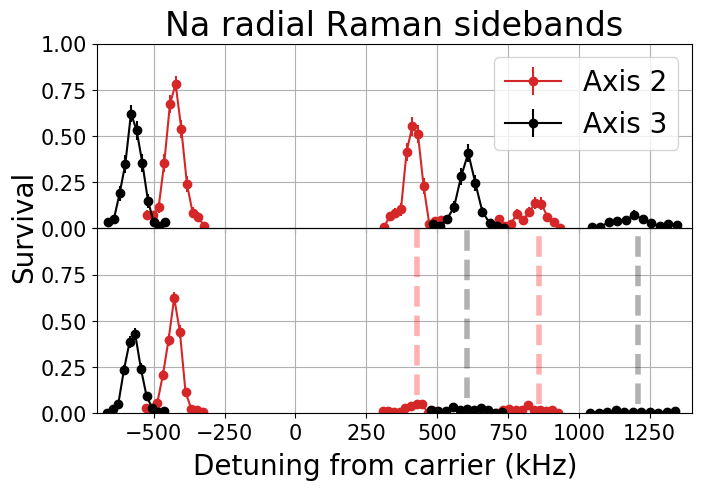 Na radial Raman sidebands
Axis 2
Axis 3
Survival
1.00
0.75
0.50
0.25
0.00
0.75
0.50
0.25
0.00
−500 −250 0 250 500 750 1000 1250
Detuning from carrier (kHz)